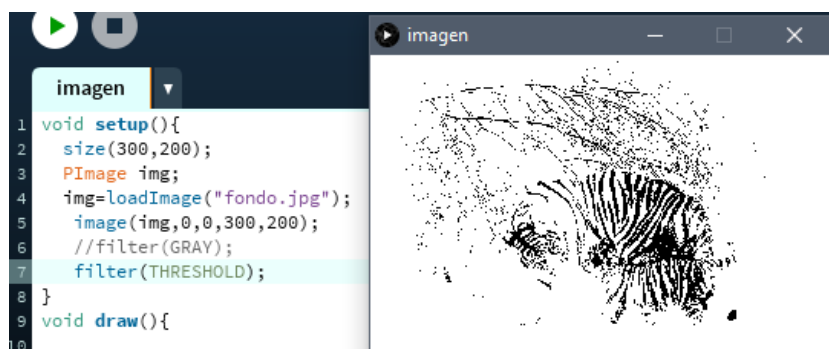 imagen
imagen
1 void setup(){
2 size(300,200);
3 PImage img;
4 img=loadImage("fondo.jpg");
5 image(img,0,0,300,200);
6 //filter(GRAY);
7 filter(THRESHOLD);
8 }
9 void draw(){
10